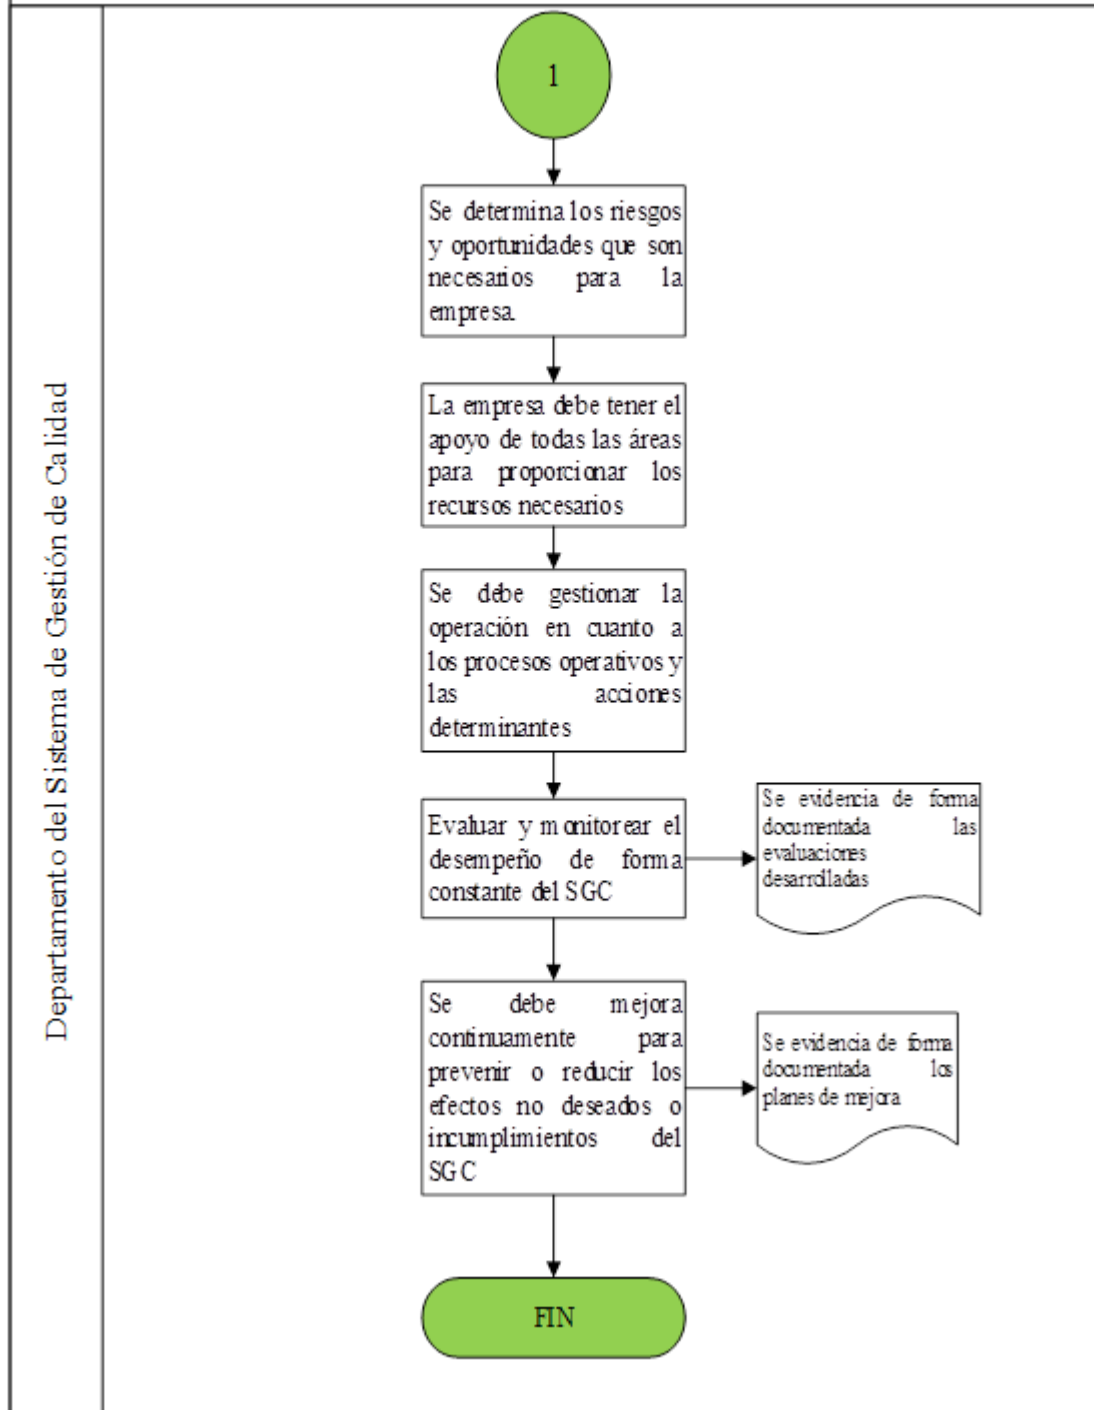 1
Se determina los riesgos
y oportunidades que son
necesarios para la
empresa.
La empresa debe tener el
apoyo de todas las áreas
para proporcionar los
recursos necesarios
Se debe gestionar la
operación en cuanto a
los procesos operativos y
las acciones
determinantes
Evaluar y monitorear el
desempeño de forma
constante del SGC
Se evidencia de forma
documentada las
evaluaciones
desarrolladas
Se debe mejora
continuamente para
prevenir o reducir los
efectos no deseados o
incumplimientos del
SGC
Se evidencia de forma
documentada los
planes de mejora
FIN
Departamento del Sistema de Gestión de Calidad